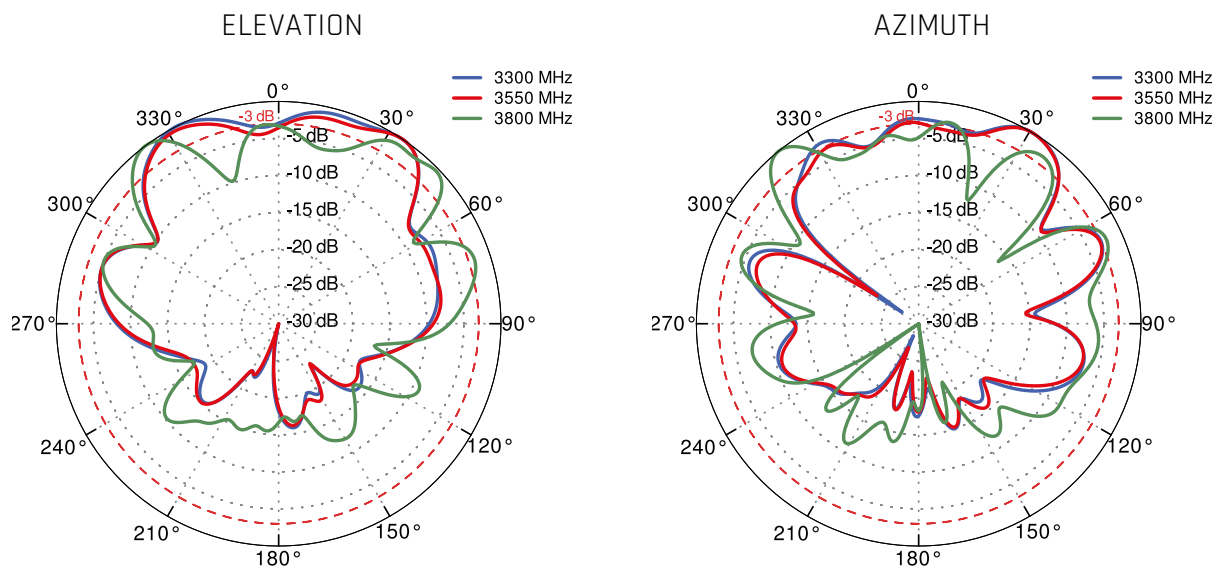 ELEVATION
3300 MHz
3550 MHz
3800 MHz
0°
30°
60°
90°
120°
150°
180°
210°
240°
270°
300°
330°
-3 dB
-5 dB
-10 dB
-15 dB
-20 dB
-25 dB
-30 dB
AZIMUTH
3300 MHz
3550 MHz
3800 MHz
0°
30°
60°
90°
120°
150°
180°
210°
240°
270°
300°
330°
-3 dB
-5 dB
-10 dB
-15 dB
-20 dB
-25 dB
-30 dB